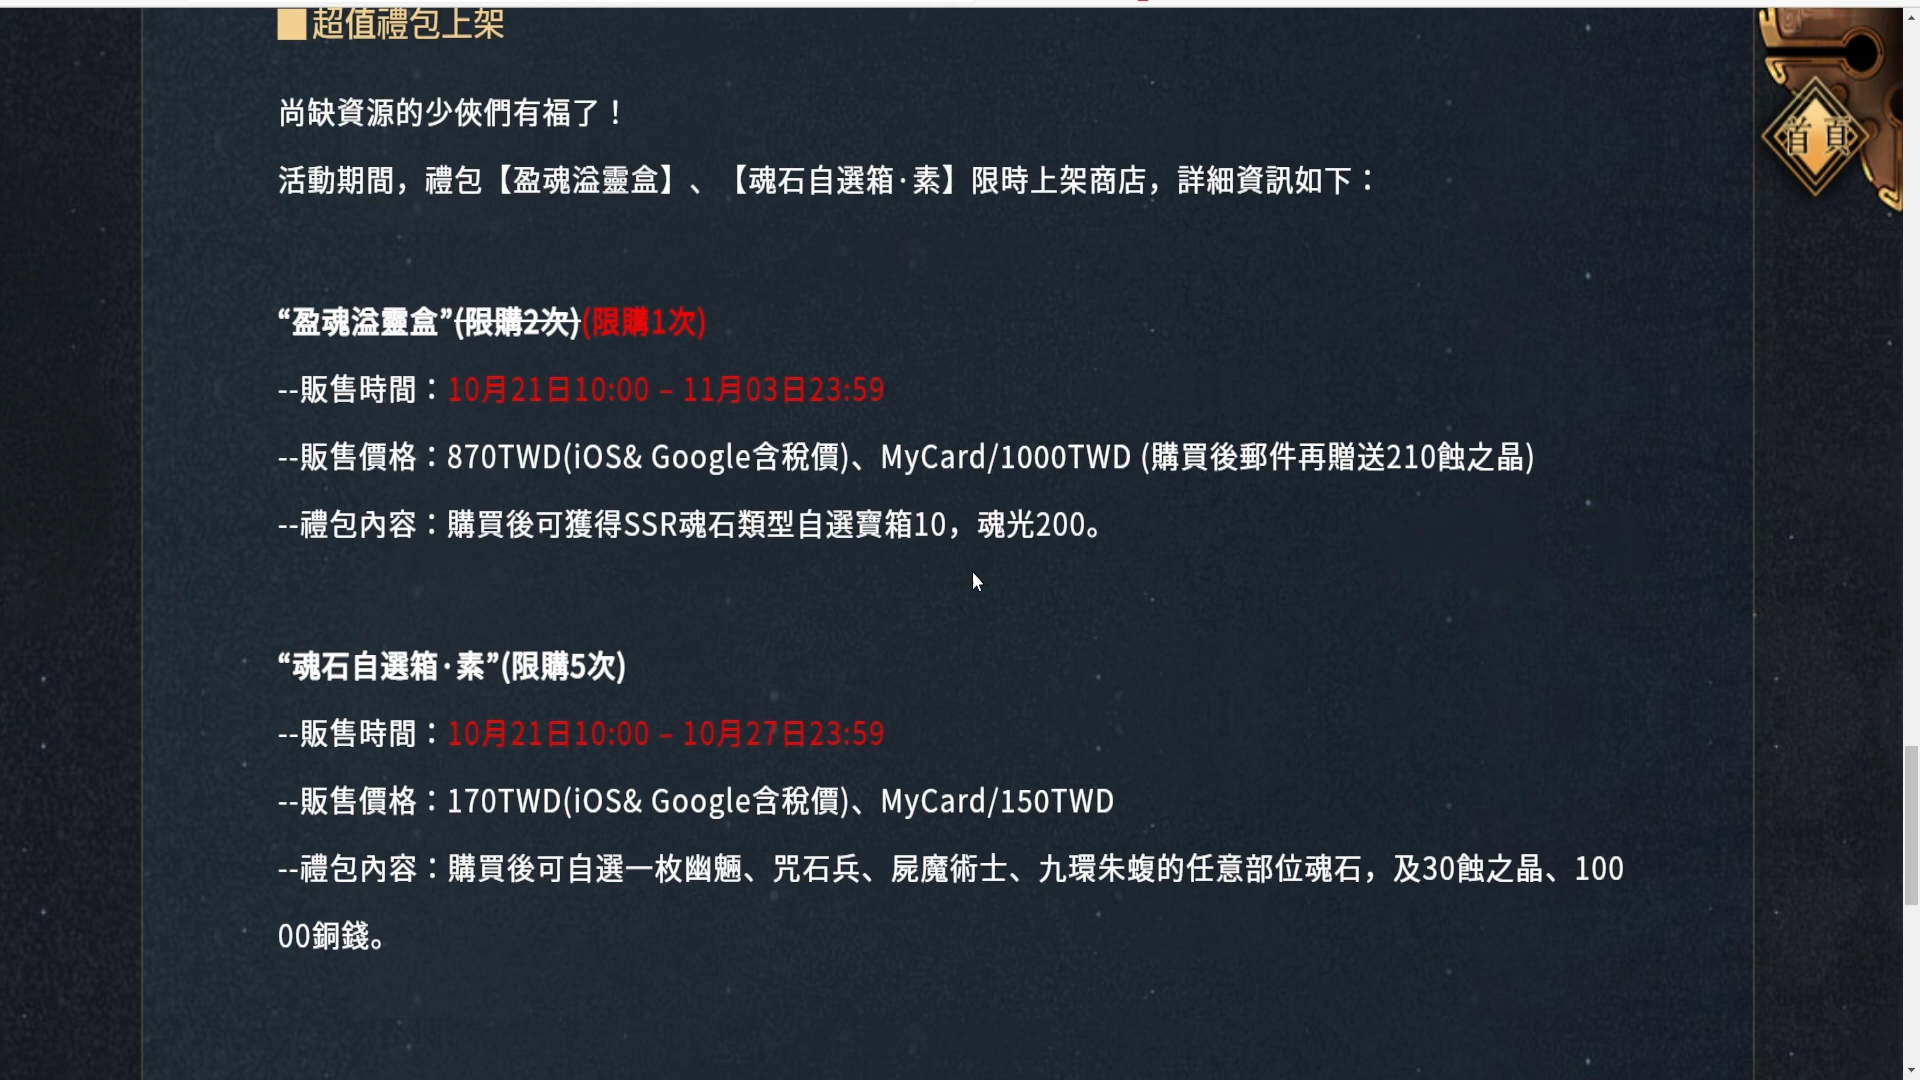 ■超值禮包上架
首頁
尚缺資源的少俠們有福了！
活動期間，禮包【盈魂溢靈盒】、【魂石自選箱·素】限時上架商店，詳細資訊如下：
“盈魂溢靈盒”(限購2次)(限購1次)
--販售時間：10月21日10:00 – 11月03日23:59
--販售價格：870TWD(iOS& Google含稅價)、MyCard/1000TWD (購買後郵件再贈送210蝕之晶)
--禮包內容：購買後可獲得SSR魂石類型自選寶箱10，魂光200。
“魂石自選箱·素”(限購5次)
--販售時間：10月21日10:00 – 10月27日23:59
--販售價格：170TWD(iOS& Google含稅價)、MyCard/150TWD
--禮包內容：購買後可自選一枚幽魎、咒石兵、屍魔術士、九環朱蝮的任意部位魂石，及30蝕之晶、100
00銅錢。